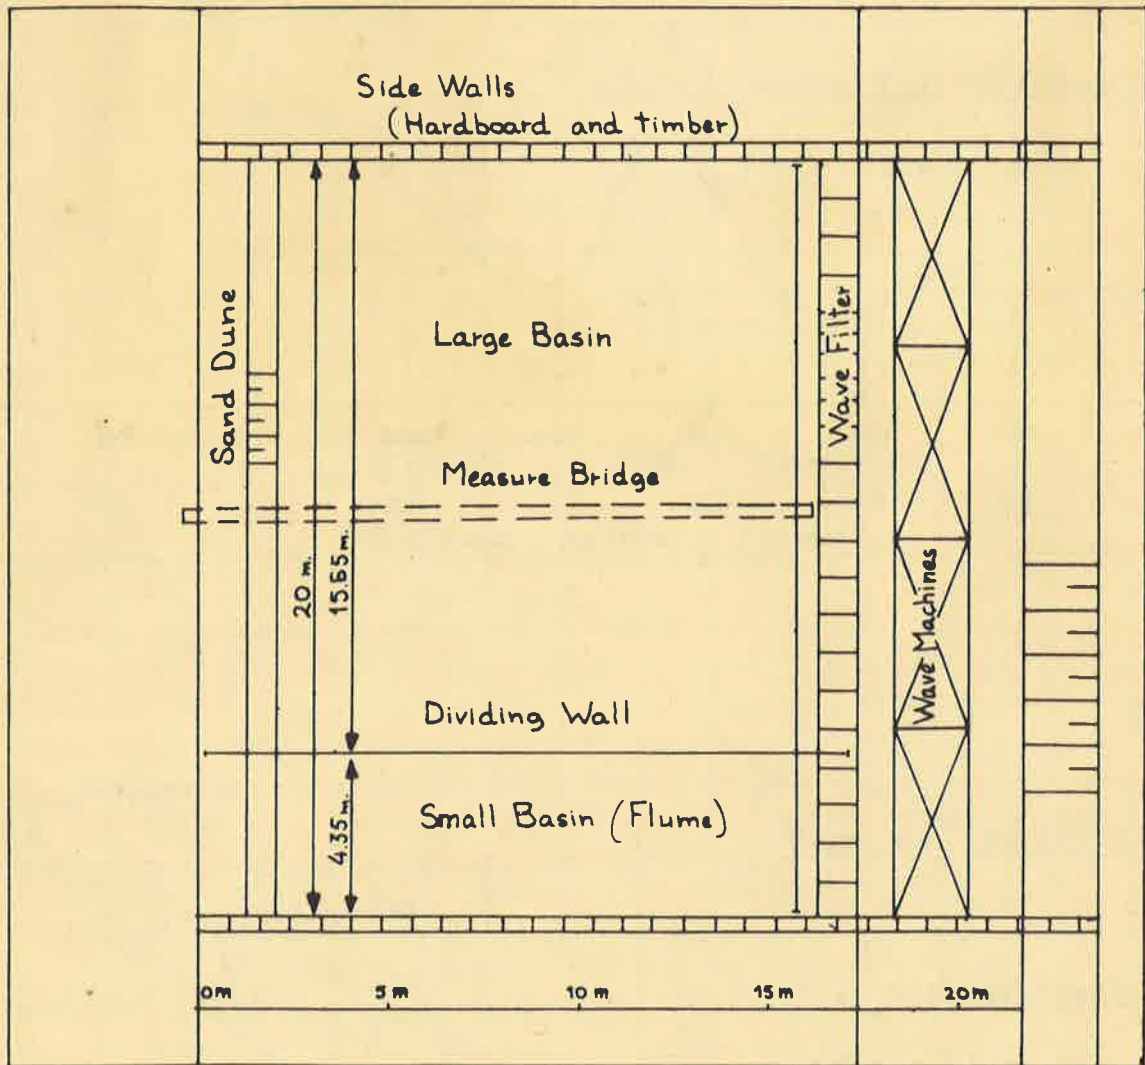 Side Walls
(Hardboard and timber)
Sand Dune
Large Basin
Wave Filter
Measure Bridge
20 m.
15.65 m.
Wave Machines
Dividing Wall
4.35 m.
Small Basin (Flume)
0m 5m 10 m 15m 20m